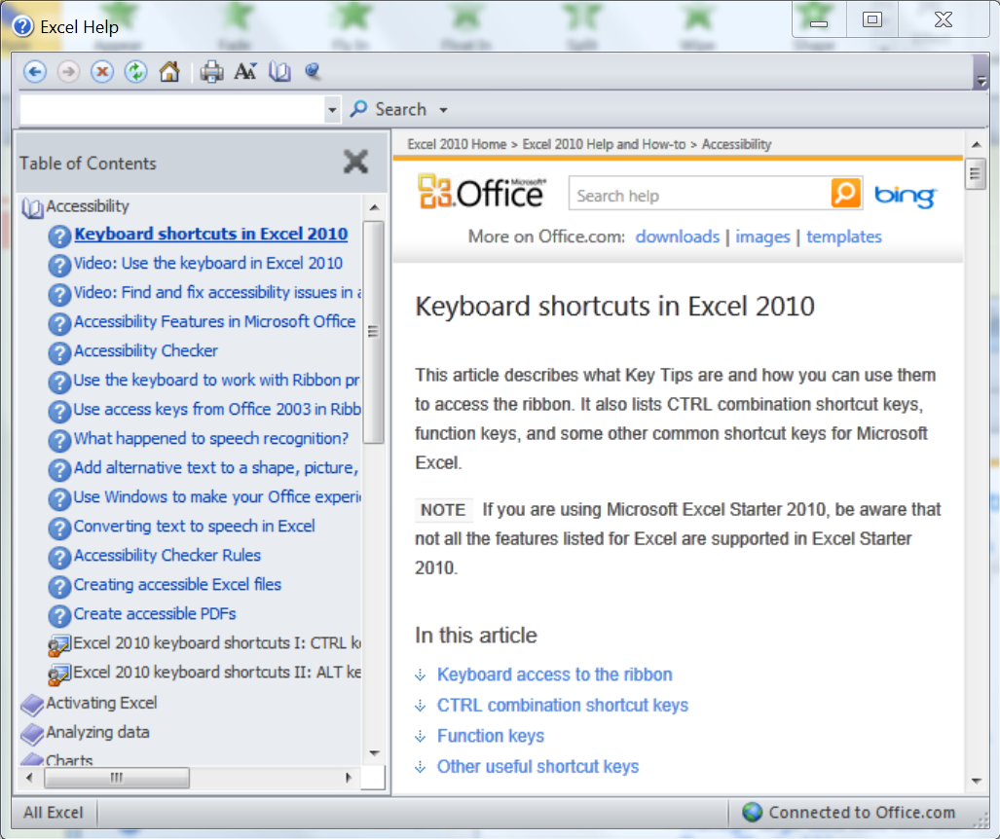 Excel Help
Search
Table of Contents
Accessibility
Keyboard shortcuts in Excel 2010
Video: Use the keyboard in Excel 2010
Video: Find and fix accessibility issues in a
Accessibility Features in Microsoft Office
Accessibility Checker
Use the keyboard to work with Ribbon pr
Use access keys from Office 2003 in Ribb
What happened to speech recognition?
Add alternative text to a shape, picture,
Use Windows to make your Office experi
Converting text to speech in Excel
Accessibility Checker Rules
Creating accessible Excel files
Create accessible PDFs
Excel 2010 keyboard shortcuts I: CTRL k
Excel 2010 keyboard shortcuts II: ALT ke
Activating Excel
Analyzing data
Charts
Excel 2010 Home > Excel 2010 Help and How-to > Accessibility
Microsoft Office
Search help
bing
More on Office.com: downloads | images | templates
Keyboard shortcuts in Excel 2010
This article describes what Key Tips are and how you can use them
to access the ribbon. It also lists CTRL combination shortcut keys,
function keys, and some other common shortcut keys for Microsoft
Excel.
NOTE If you are using Microsoft Excel Starter 2010, be aware that
not all the features listed for Excel are supported in Excel Starter
2010.
In this article
Keyboard access to the ribbon
CTRL combination shortcut keys
Function keys
Other useful shortcut keys
All Excel
Connected to Office.com